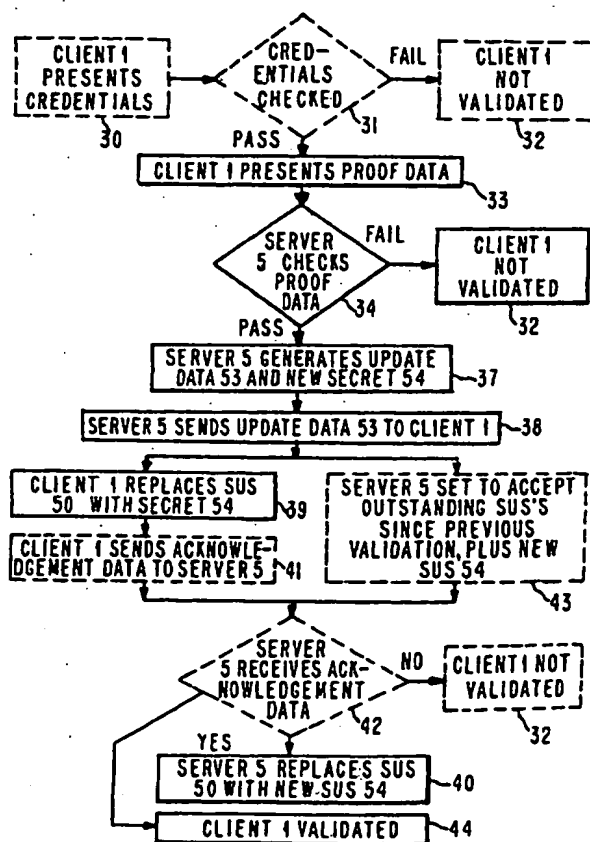 CLIENT 1
PRESENTS
CREDENTIALS
30
CRED-
ENTIALS
CHECKED
31
FAIL
CLIENT 1
NOT
VALIDATED
32
PASS
CLIENT 1 PRESENTS PROOF DATA
33
SERVER
5 CHECKS
PROOF
DATA
34
FAIL
CLIENT 1
NOT
VALIDATED
32
PASS
SERVER 5 GENERATES UPDATE
DATA 53 AND NEW SECRET 54
37
SERVER 5 SENDS UPDATE DATA 53 TO CLIENT 1
38
CLIENT 1 REPLACES SUS
50 WITH SECRET 54
39
CLIENT 1 SENDS ACKNOWLE-
DGEMENT DATA TO SERVER 5
41
SERVER 5 SET TO ACCEPT
OUTSTANDING SUS'S
SINCE PREVIOUS
VALIDATION, PLUS NEW
SUS 54
43
SERVER
5 RECEIVES ACK-
NOWLEDGEMENT
DATA
42
NO
CLIENT 1 NOT
VALIDATED
32
YES
SERVER 5 REPLACES SUS
50 WITH NEW SUS 54
40
CLIENT 1 VALIDATED
44